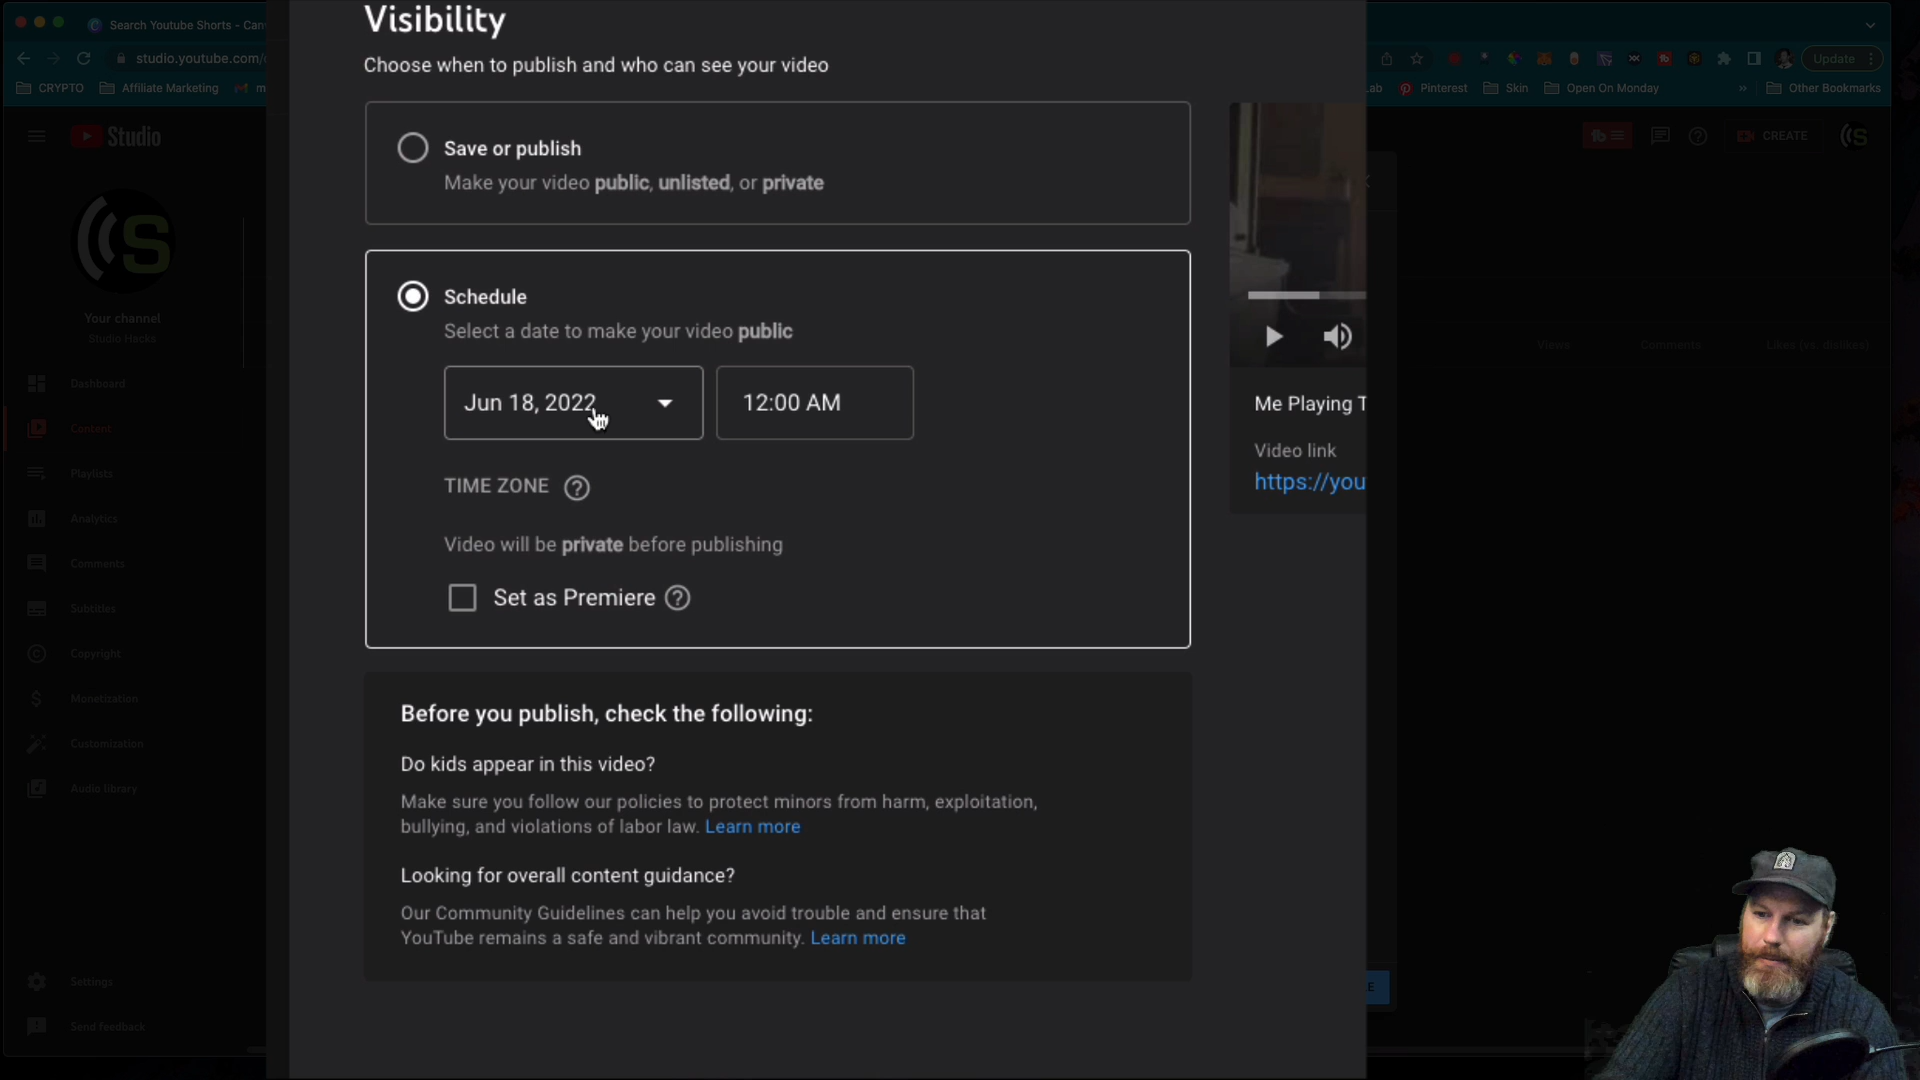 Search Youtube Shorts - Can
studio.youtube.com/
Update
CRYPTO
Affiliate Marketing
m
ab
Pinterest
Skin
Open On Monday
»
Other Bookmarks
Studio
CREATE
Your channel
Studio Hacks
Dashboard
Content
Playlists
Analytics
Comments
Subtitles
Copyright
Monetization
Customization
Audio library
Settings
Send feedback
Visibility
Choose when to publish and who can see your video
Save or publish
Make your video public, unlisted, or private
Schedule
Select a date to make your video public
Jun 18, 2022
12:00 AM
TIME ZONE ?
Video will be private before publishing
Set as Premiere ?
Before you publish, check the following:
Do kids appear in this video?
Make sure you follow our policies to protect minors from harm, exploitation,
bullying, and violations of labor law. Learn more
Looking for overall content guidance?
Our Community Guidelines can help you avoid trouble and ensure that
YouTube remains a safe and vibrant community. Learn more
Me Playing T
Video link
https://you
Views
Comments
Likes (vs. dislikes)
E